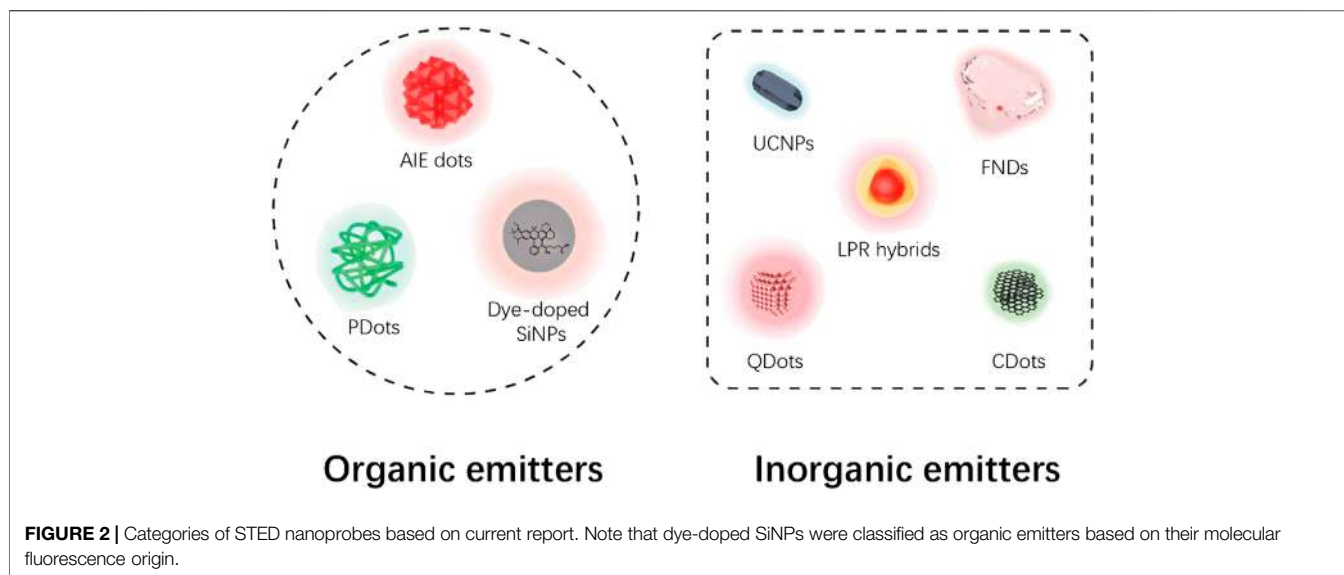 AIE dots
PDots
Dye-doped
SiNPs
Organic emitters
UCNPs
FNDs
LPR hybrids
QDots
CDots
Inorganic emitters
FIGURE 2 | Categories of STED nanoprobes based on current report. Note that dye-doped SiNPs were classified as organic emitters based on their molecular
fluorescence origin.